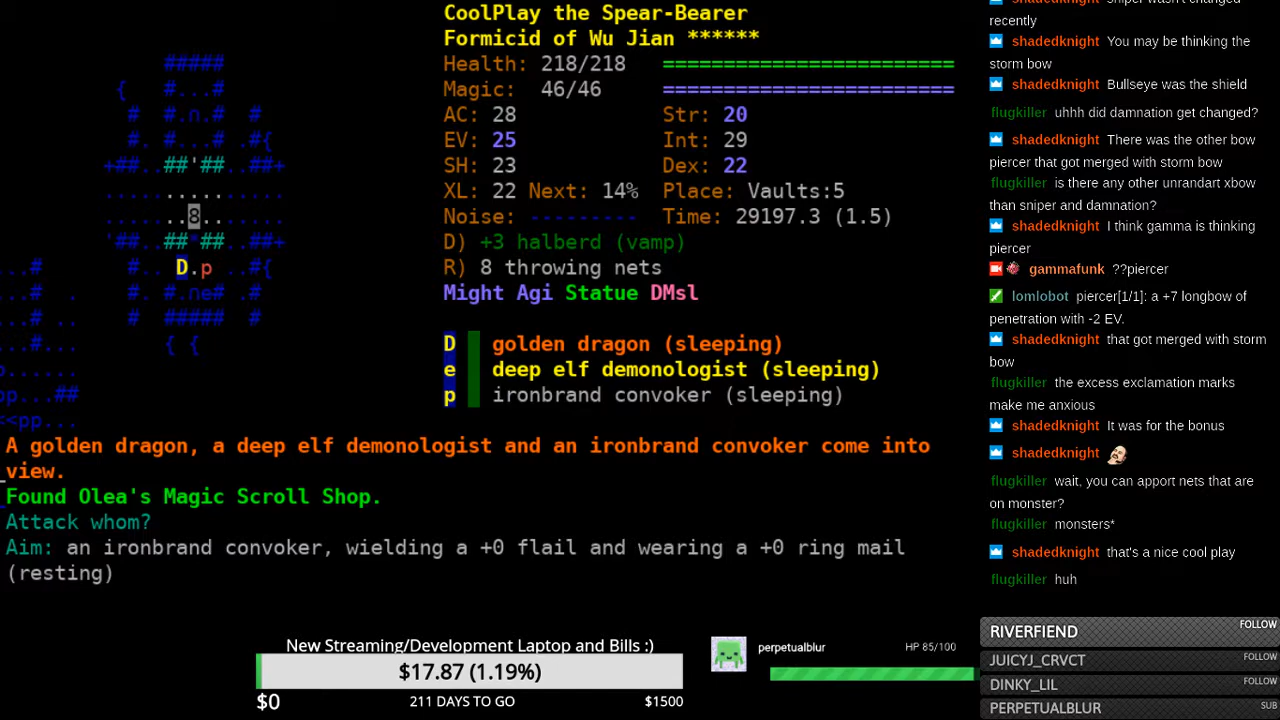 CoolPlay the Spear-Bearer
Formicid of Wu Jian ******
Health: 218/218 ========================
Magic: 46/46 ========================
AC: 28 Str: 20
EV: 25 Int: 29
SH: 23 Dex: 22
XL: 22 Next: 14% Place: Vaults:5
Noise: --------- Time: 29197.3 (1.5)
D) +3 halberd (vamp)
R) 8 throwing nets
Might Agi Statue DMsl
D golden dragon (sleeping)
e deep elf demonologist (sleeping)
p ironbrand convoker (sleeping)
#####
{ #...#
# #.∩.# #
#. #...# .#{
+##..##'##..##+
...............
.......8.......
'##..## ##..##+
#.. D.p ..#{
#. #.∩e# .#
# ##### #
{ {
...#
...# .
...# ..
...#...
p......
pp...##
<<pp...
A golden dragon, a deep elf demonologist and an ironbrand convoker come into
view.
Found Olea's Magic Scroll Shop.
Attack whom?
Aim: an ironbrand convoker, wielding a +0 flail and wearing a +0 ring mail
(resting)
New Streaming/Development Laptop and Bills :)
$17.87 (1.19%)
$0 211 DAYS TO GO $1500
perpetualblur HP 85/100
recently
shadedknight You may be thinking the
storm bow
shadedknight Bullseye was the shield
flugkiller uhhh did damnation get changed?
shadedknight There was the other bow
piercer that got merged with storm bow
flugkiller is there any other unrandart xbow
than sniper and damnation?
shadedknight I think gamma is thinking
piercer
gammafunk ??piercer
lomlobot piercer[1/1]: a +7 longbow of
penetration with -2 EV.
shadedknight that got merged with storm
bow
flugkiller the excess exclamation marks
make me anxious
shadedknight It was for the bonus
shadedknight
flugkiller wait, you can apport nets that are
on monster?
flugkiller monsters*
shadedknight that's a nice cool play
flugkiller huh
RIVERFIEND FOLLOW
JUICYJ_CRVCT FOLLOW
DINKY_LIL FOLLOW
PERPETUALBLUR SUB